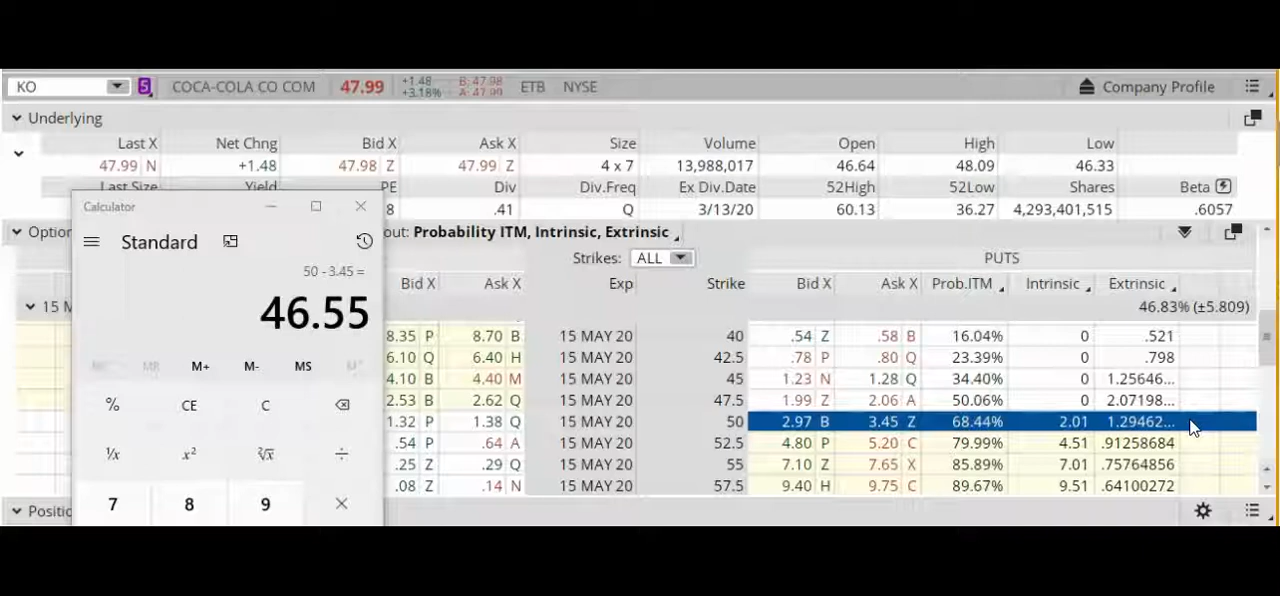 KO 5 COCA-COLA CO COM 47.99 +1.48 +3.18% B: 47.98 A: 47.99 ETB NYSE Company Profile
Underlying
Last X Net Chng Bid X Ask X Size Volume Open High Low
47.99 N +1.48 47.98 Z 47.99 Z 4 x 7 13,988,017 46.64 48.09 46.33
Last Size Yield PE Div Div.Freq Ex Div.Date 52High 52Low Shares Beta
8 .41 Q 3/13/20 60.13 36.27 4,293,401,515 .6057
Option out: Probability ITM, Intrinsic, Extrinsic
Strikes: ALL PUTS
Bid X Ask X Exp Strike Bid X Ask X Prob.ITM Intrinsic Extrinsic
15 M 46.83% (±5.809)
8.35 P 8.70 B 15 MAY 20 40 .54 Z .58 B 16.04% 0 .521
6.10 Q 6.40 H 15 MAY 20 42.5 .78 P .80 Q 23.39% 0 .798
4.10 B 4.40 M 15 MAY 20 45 1.23 N 1.28 Q 34.40% 0 1.25646...
2.53 B 2.62 Q 15 MAY 20 47.5 1.99 Z 2.06 A 50.06% 0 2.07198...
1.32 P 1.38 Q 15 MAY 20 50 2.97 B 3.45 Z 68.44% 2.01 1.29462...
.54 P .64 A 15 MAY 20 52.5 4.80 P 5.20 C 79.99% 4.51 .91258684
.25 Z .29 Q 15 MAY 20 55 7.10 Z 7.65 X 85.89% 7.01 .75764856
.08 Z .14 N 15 MAY 20 57.5 9.40 H 9.75 C 89.67% 9.51 .64100272
Positic
Calculator
Standard
50 - 3.45 =
46.55
MC MR M+ M- MS
% CE C
¹/x x² ²√x ÷
7 8 9 ×